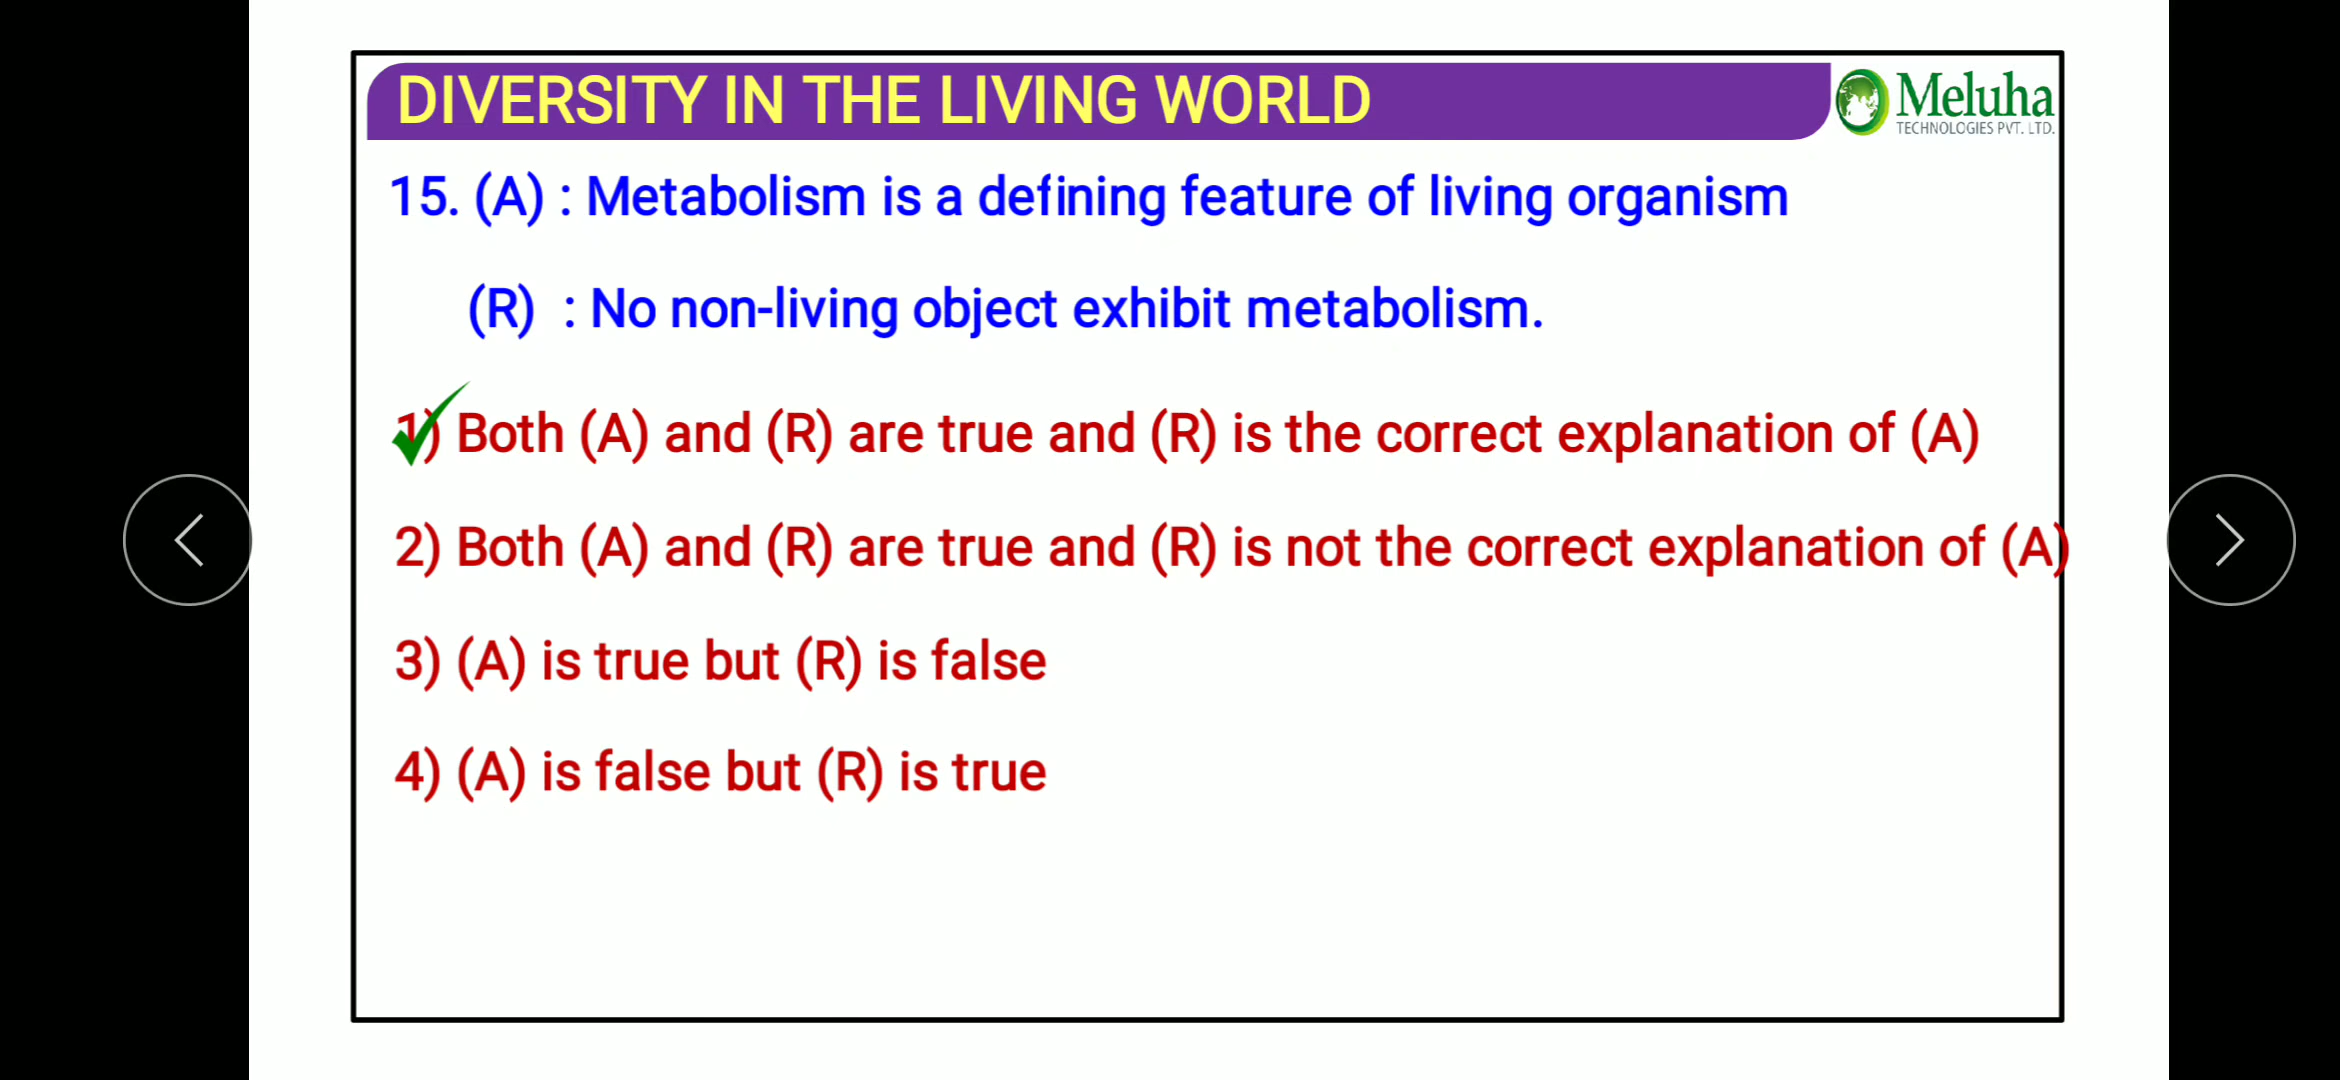 DIVERSITY IN THE LIVING WORLD
Meluha
TECHNOLOGIES PVT. LTD.
15. (A) : Metabolism is a defining feature of living organism
(R) : No non-living object exhibit metabolism.
1) Both (A) and (R) are true and (R) is the correct explanation of (A)
2) Both (A) and (R) are true and (R) is not the correct explanation of (A)
3) (A) is true but (R) is false
4) (A) is false but (R) is true